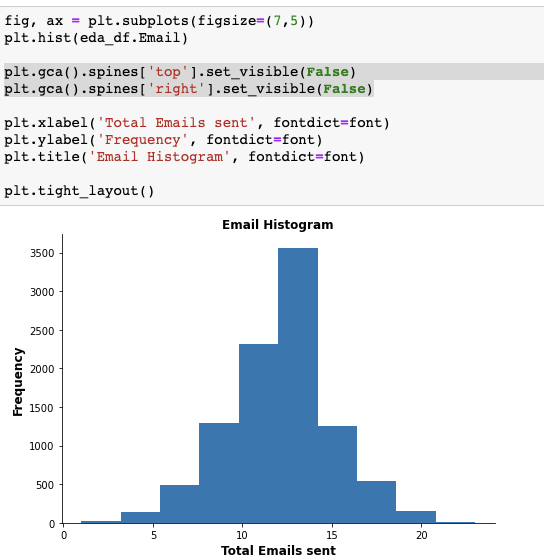 fig, ax = plt.subplots(figsize=(7,5))
plt.hist(eda_df.Email)
plt.gca().spines['top'].set_visible(False)
plt.gca().spines['right'].set_visible(False)
plt.xlabel('Total Emails sent', fontdict=font)
plt.ylabel('Frequency', fontdict=font)
plt.title('Email Histogram', fontdict=font)
plt.tight_layout()
Email Histogram
Frequency
3500
3000
2500
2000
1500
1000
500
0
0 5 10 15 20
Total Emails sent